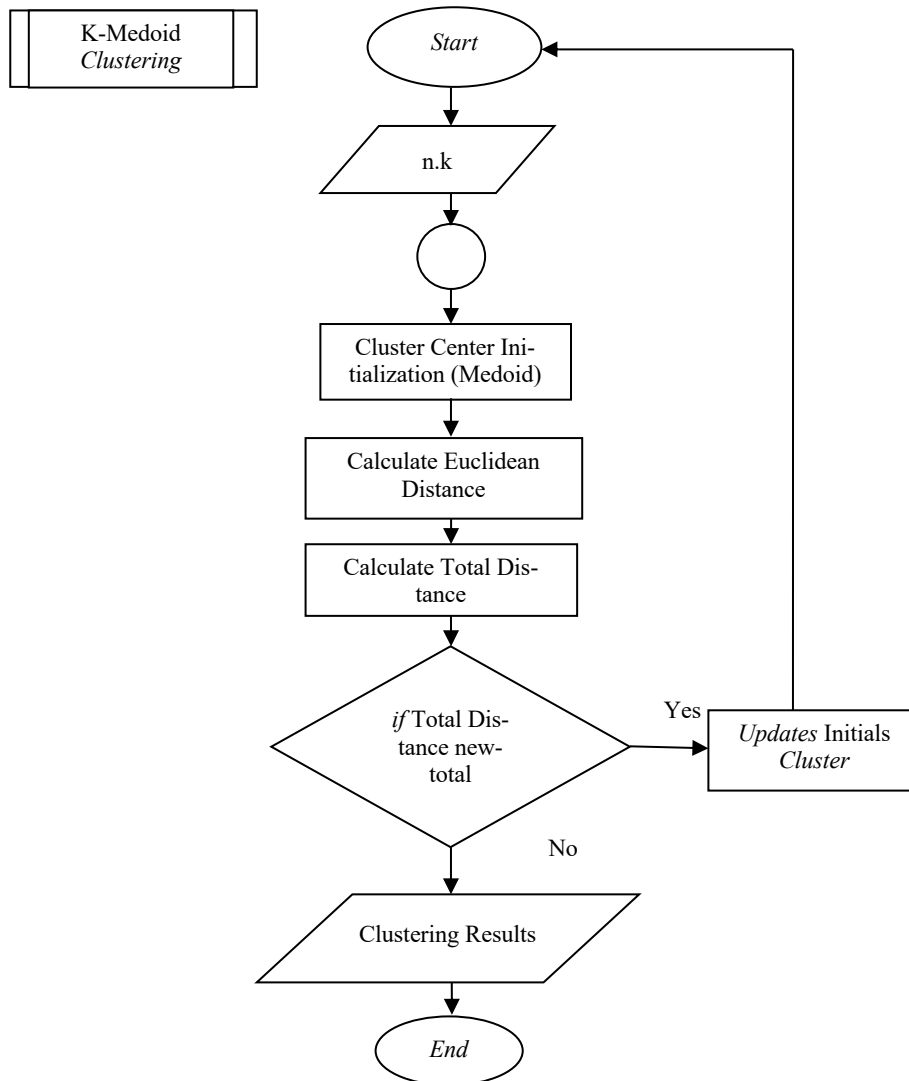 K-Medoid
Clustering
Start
n.k
Cluster Center Ini-
tialization (Medoid)
Calculate Euclidean
Distance
Calculate Total Dis-
tance
if Total Dis-
tance new-
total
Yes
Updates Initials
Cluster
No
Clustering Results
End